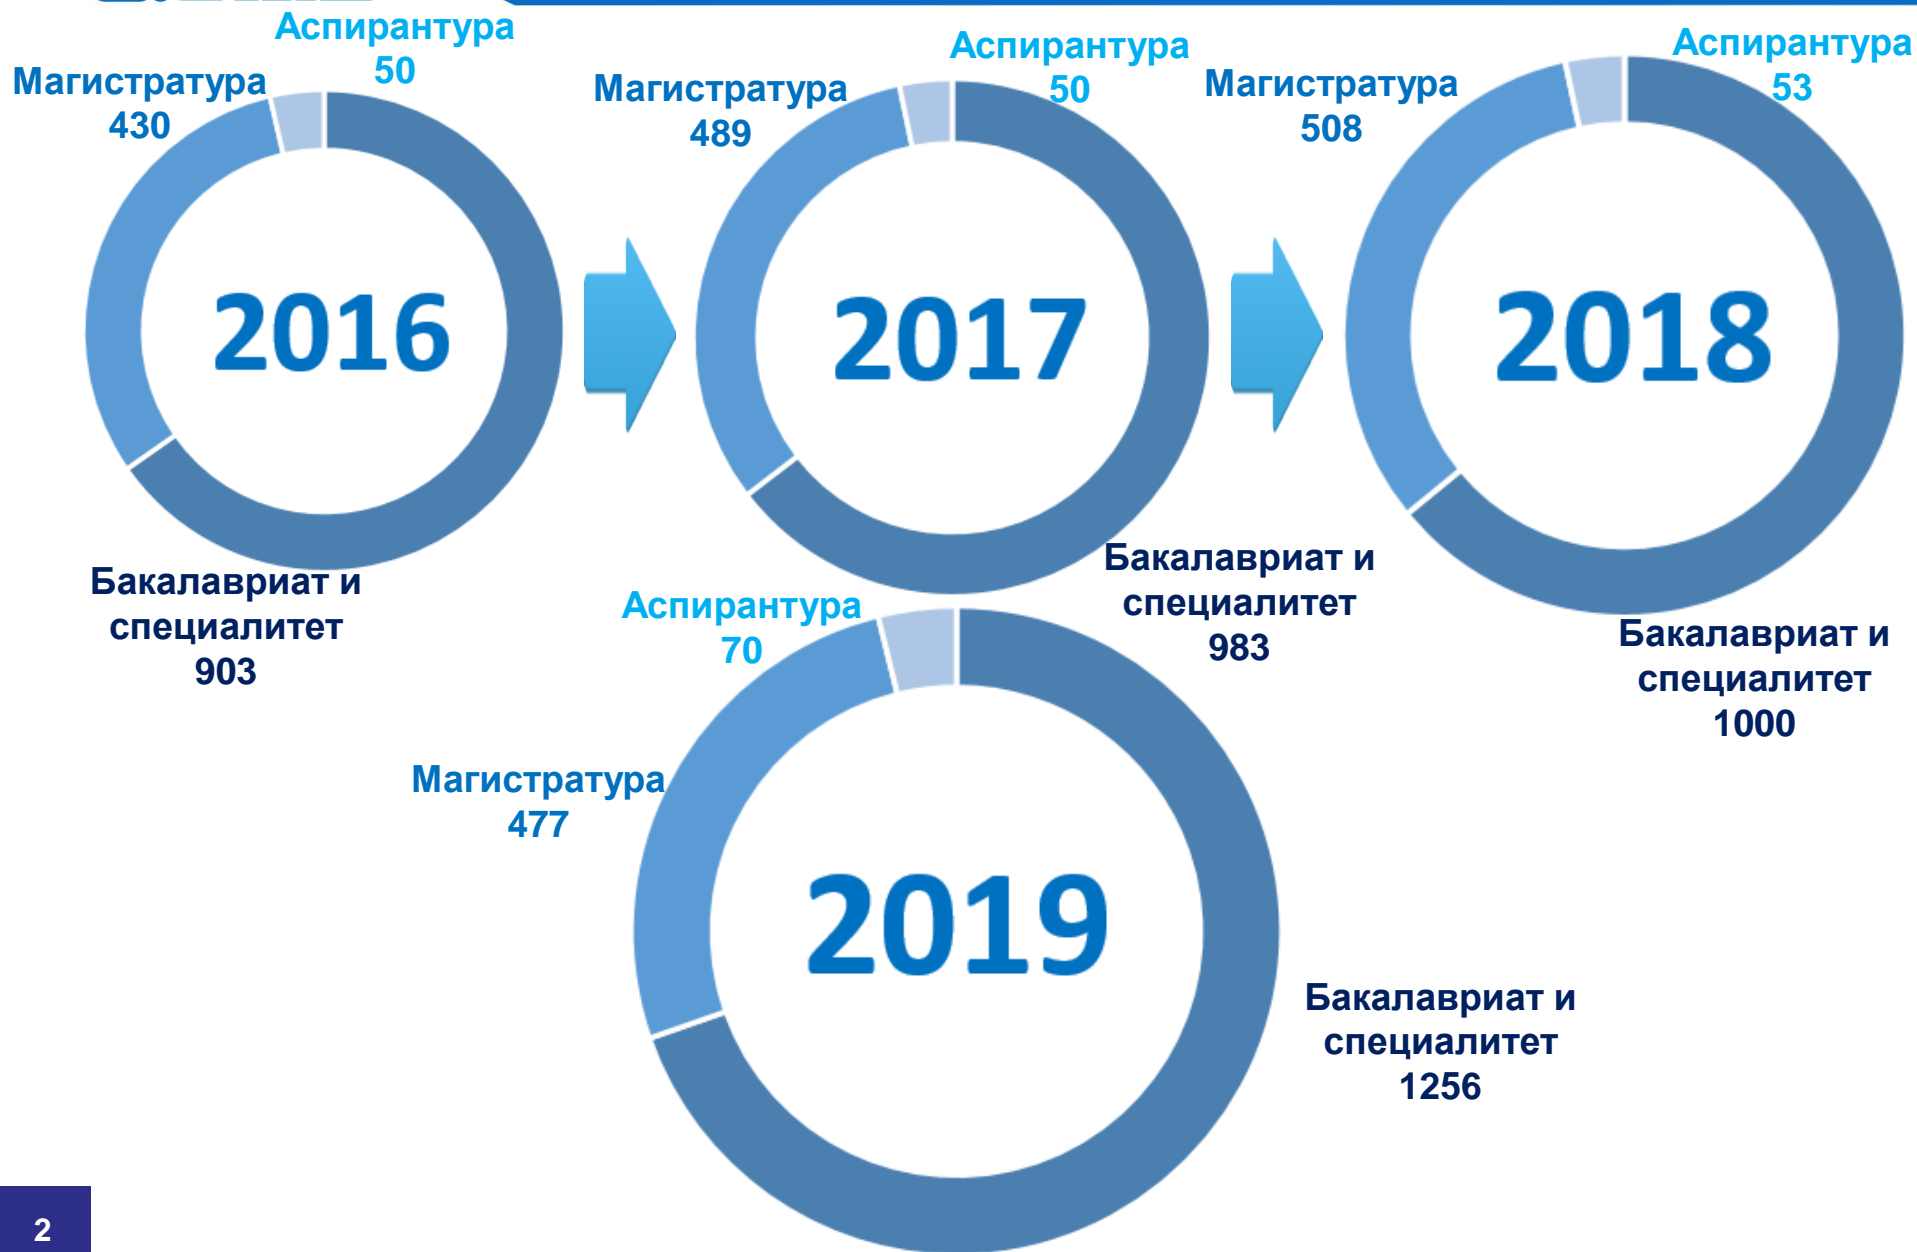 Аспирантура
50
Магистратура
430
2016
Бакалавриат и
специалитет
903
Аспирантура
50
Магистратура
489
2017
Бакалавриат и
специалитет
983
Аспирантура
53
Магистратура
508
2018
Бакалавриат и
специалитет
1000
Аспирантура
70
Магистратура
477
2019
Бакалавриат и
специалитет
1256
2